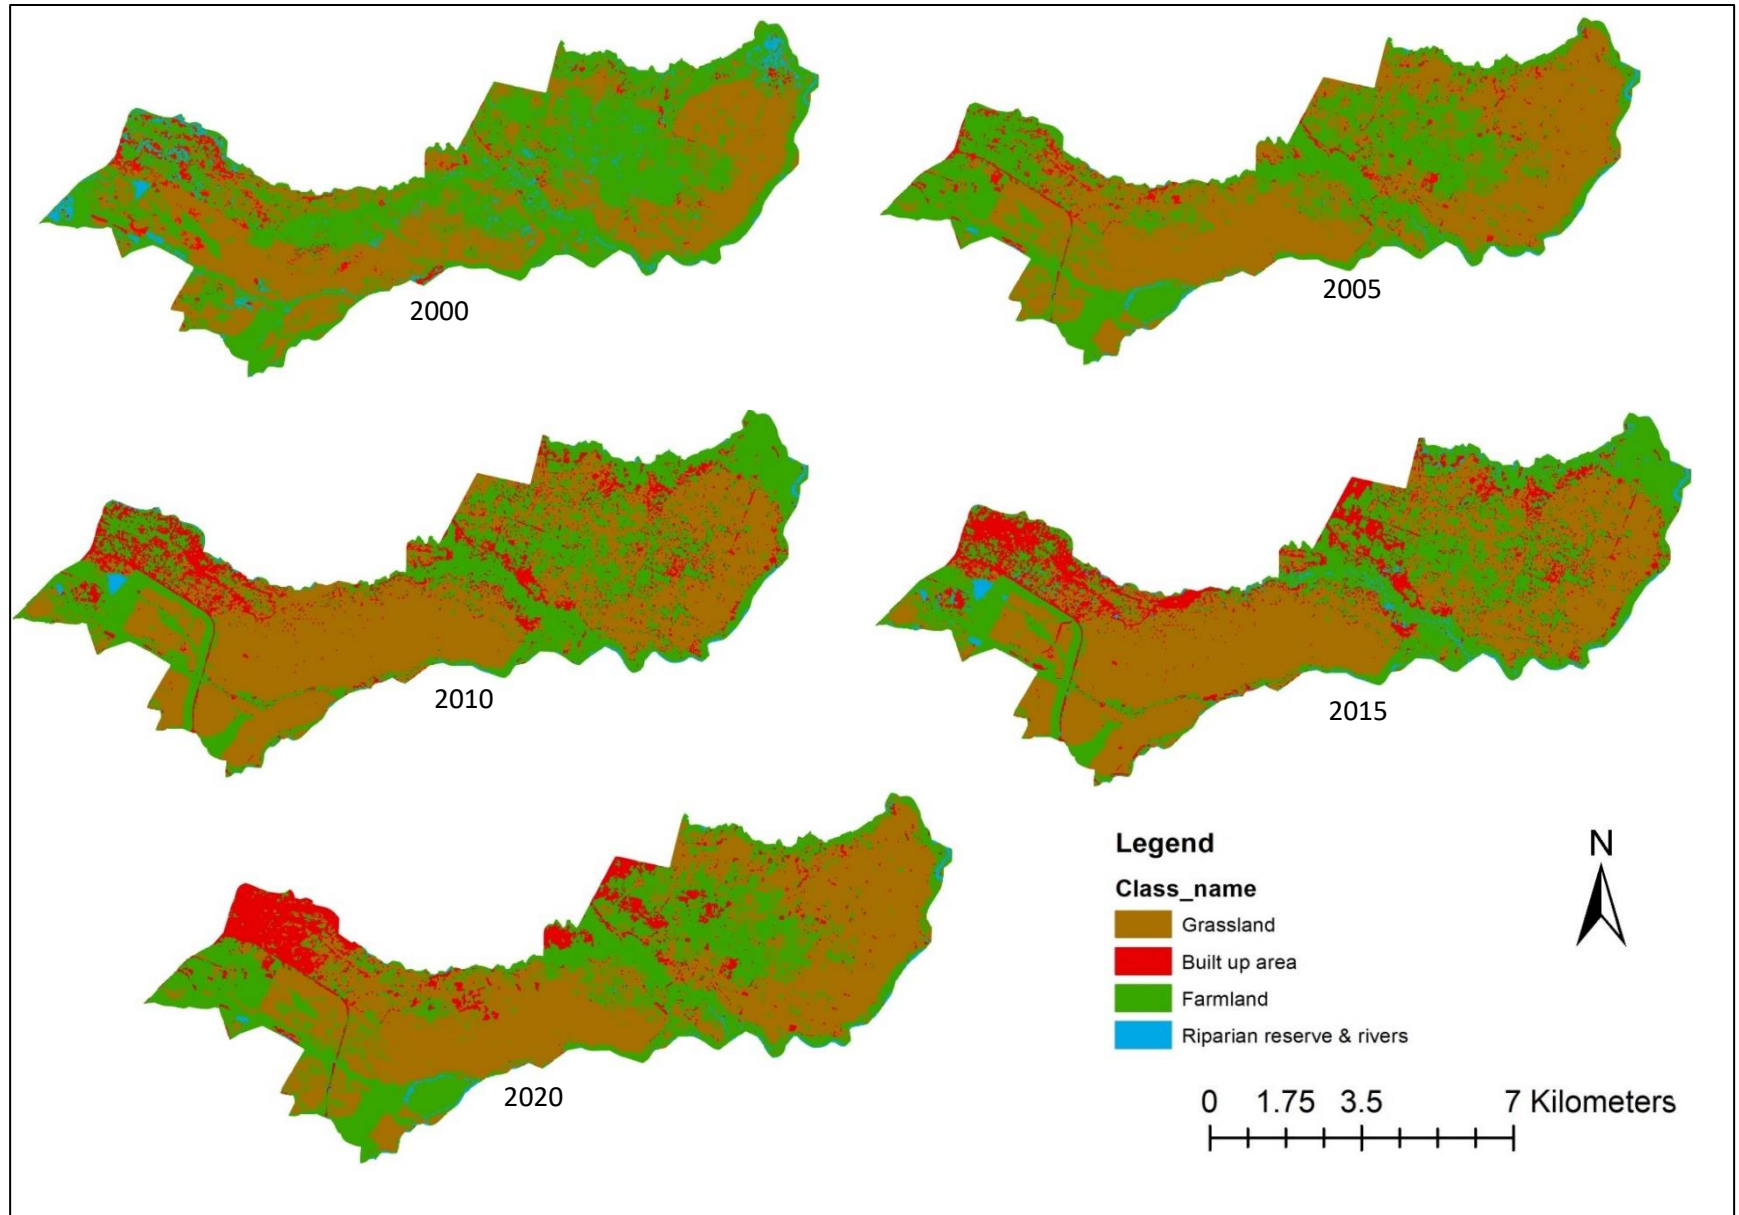 2000
2005
2010
2015
2020
Legend
Class_name
Grassland
Built up area
Farmland
Riparian reserve & rivers
N
0 1.75 3.5 7 Kilometers